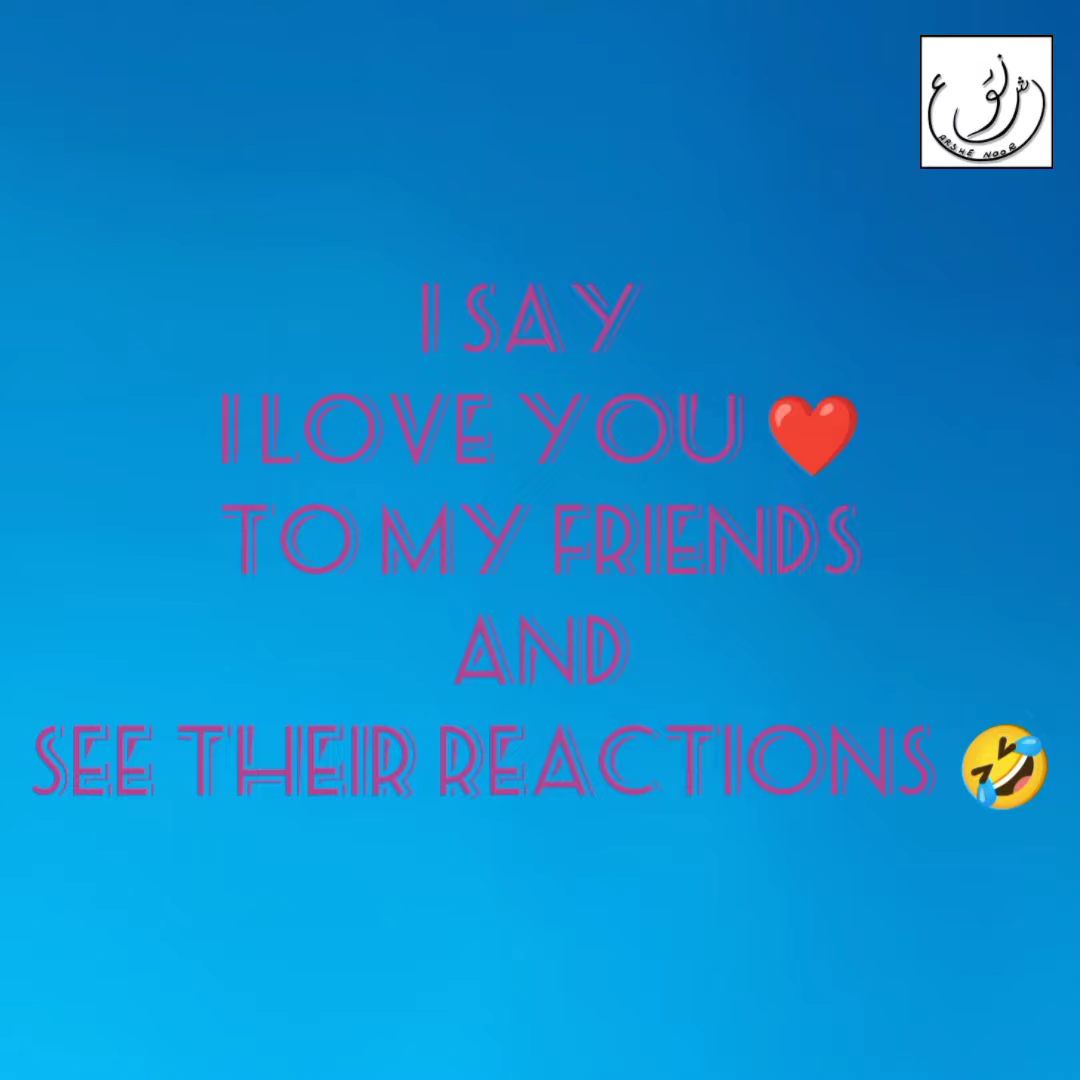 ARSHE NOOR
I SAY
I LOVE YOU ❤️
TO MY FRIENDS
AND
SEE THEIR REACTIONS 🤣